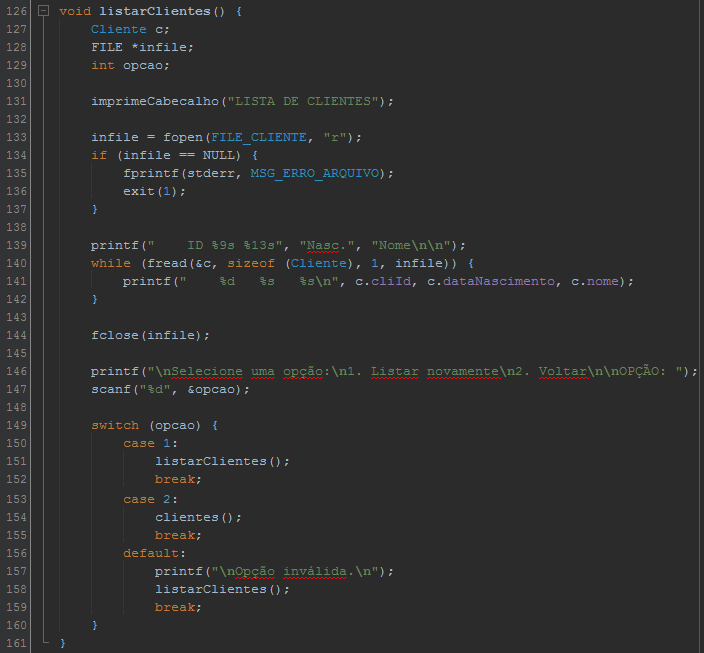 126 void listarClientes() {
127     Cliente c;
128     FILE *infile;
129     int opcao;
130
131     imprimeCabecalho("LISTA DE CLIENTES");
132
133     infile = fopen(FILE_CLIENTE, "r");
134     if (infile == NULL) {
135         fprintf(stderr, MSG_ERRO_ARQUIVO);
136         exit(1);
137     }
138
139     printf("    ID %9s %13s", "Nasc.", "Nome\n\n");
140     while (fread(&c, sizeof (Cliente), 1, infile)) {
141         printf("    %d   %s   %s\n", c.cliId, c.dataNascimento, c.nome);
142     }
143
144     fclose(infile);
145
146     printf("\nSelecione uma opção:\n1. Listar novamente\n2. Voltar\n\nOPÇÃO: ");
147     scanf("%d", &opcao);
148
149     switch (opcao) {
150         case 1:
151             listarClientes();
152             break;
153         case 2:
154             clientes();
155             break;
156         default:
157             printf("\nOpção inválida.\n");
158             listarClientes();
159             break;
160     }
161 }